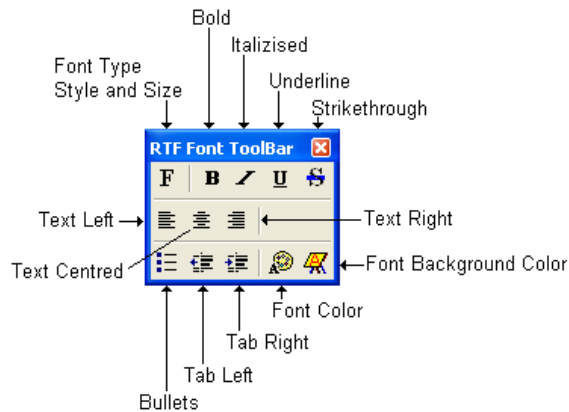 Bold
Italizised
Font Type
Style and Size
Underline
Strikethrough
RTF Font ToolBar
F B I U S
Text Left
Text Right
Text Centred
A
Font Background Color
Font Color
Tab Right
Tab Left
Bullets